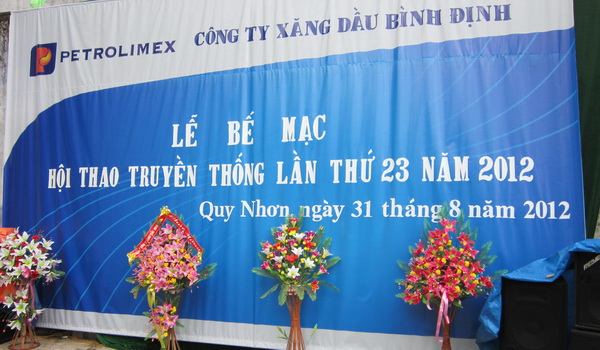 PETROLIMEX CÔNG TY XĂNG DẦU BÌNH ĐỊNH
LỄ BẾ MẠC
HỘI THAO TRUYỀN THỐNG LẦN THỨ 23 NĂM 2012
Quy Nhơn, ngày 31 tháng 8 năm 2012